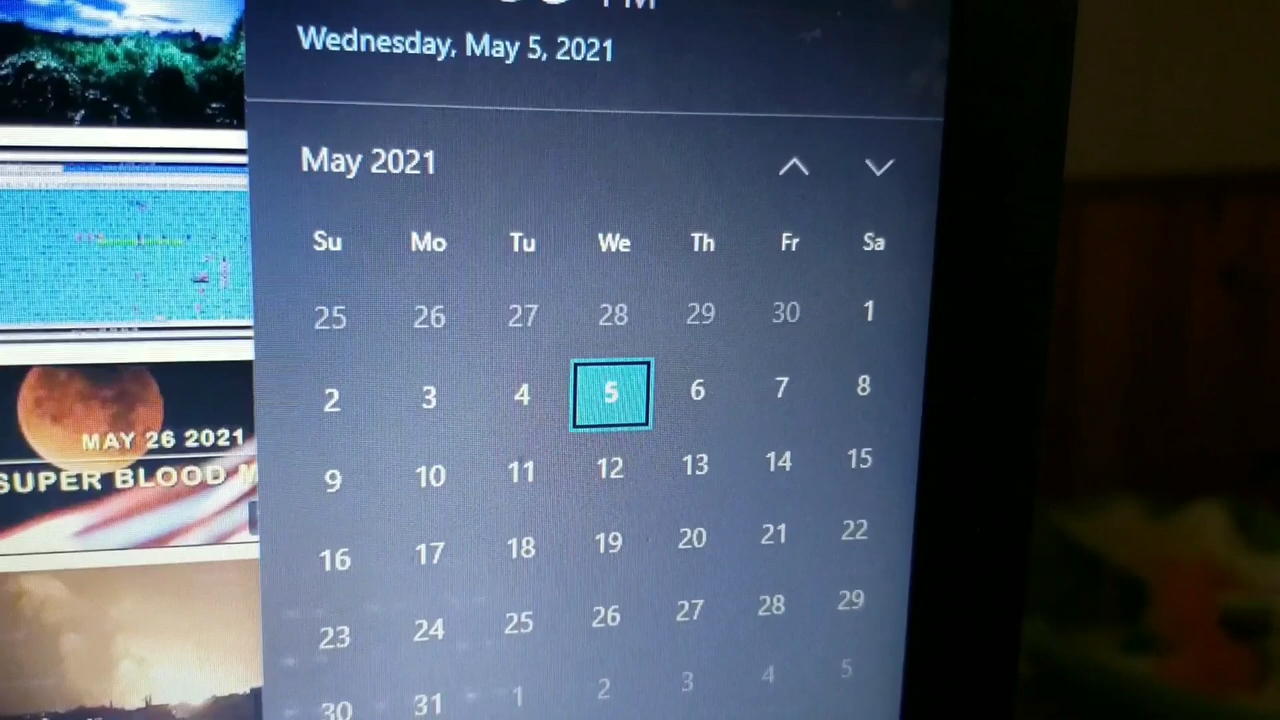 PM
Wednesday, May 5, 2021
May 2021
Su Mo Tu We Th Fr Sa
25 26 27 28 29 30 1
2 3 4 5 6 7 8
9 10 11 12 13 14 15
16 17 18 19 20 21 22
23 24 25 26 27 28 29
30 31 1 2 3 4 5
MAY 26 2021
SUPER BLOOD